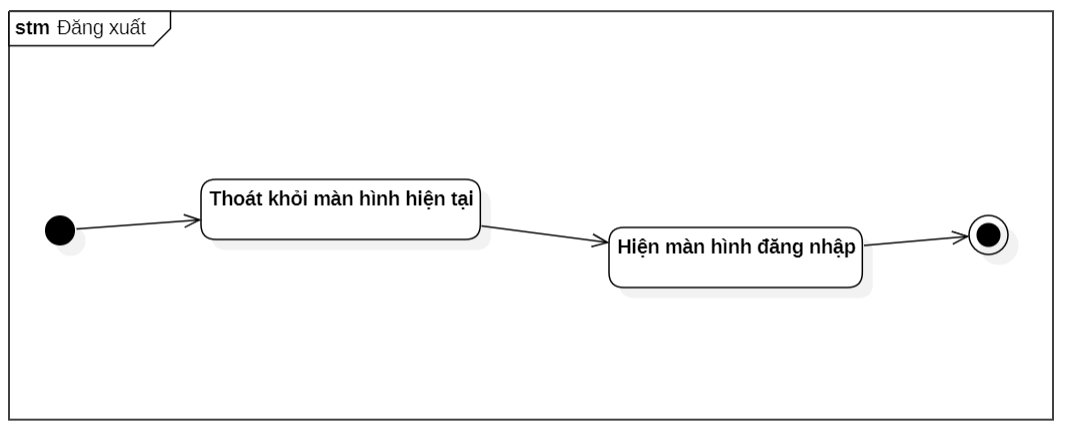 stm Đăng xuất
Thoát khỏi màn hình hiện tại
Hiện màn hình đăng nhập